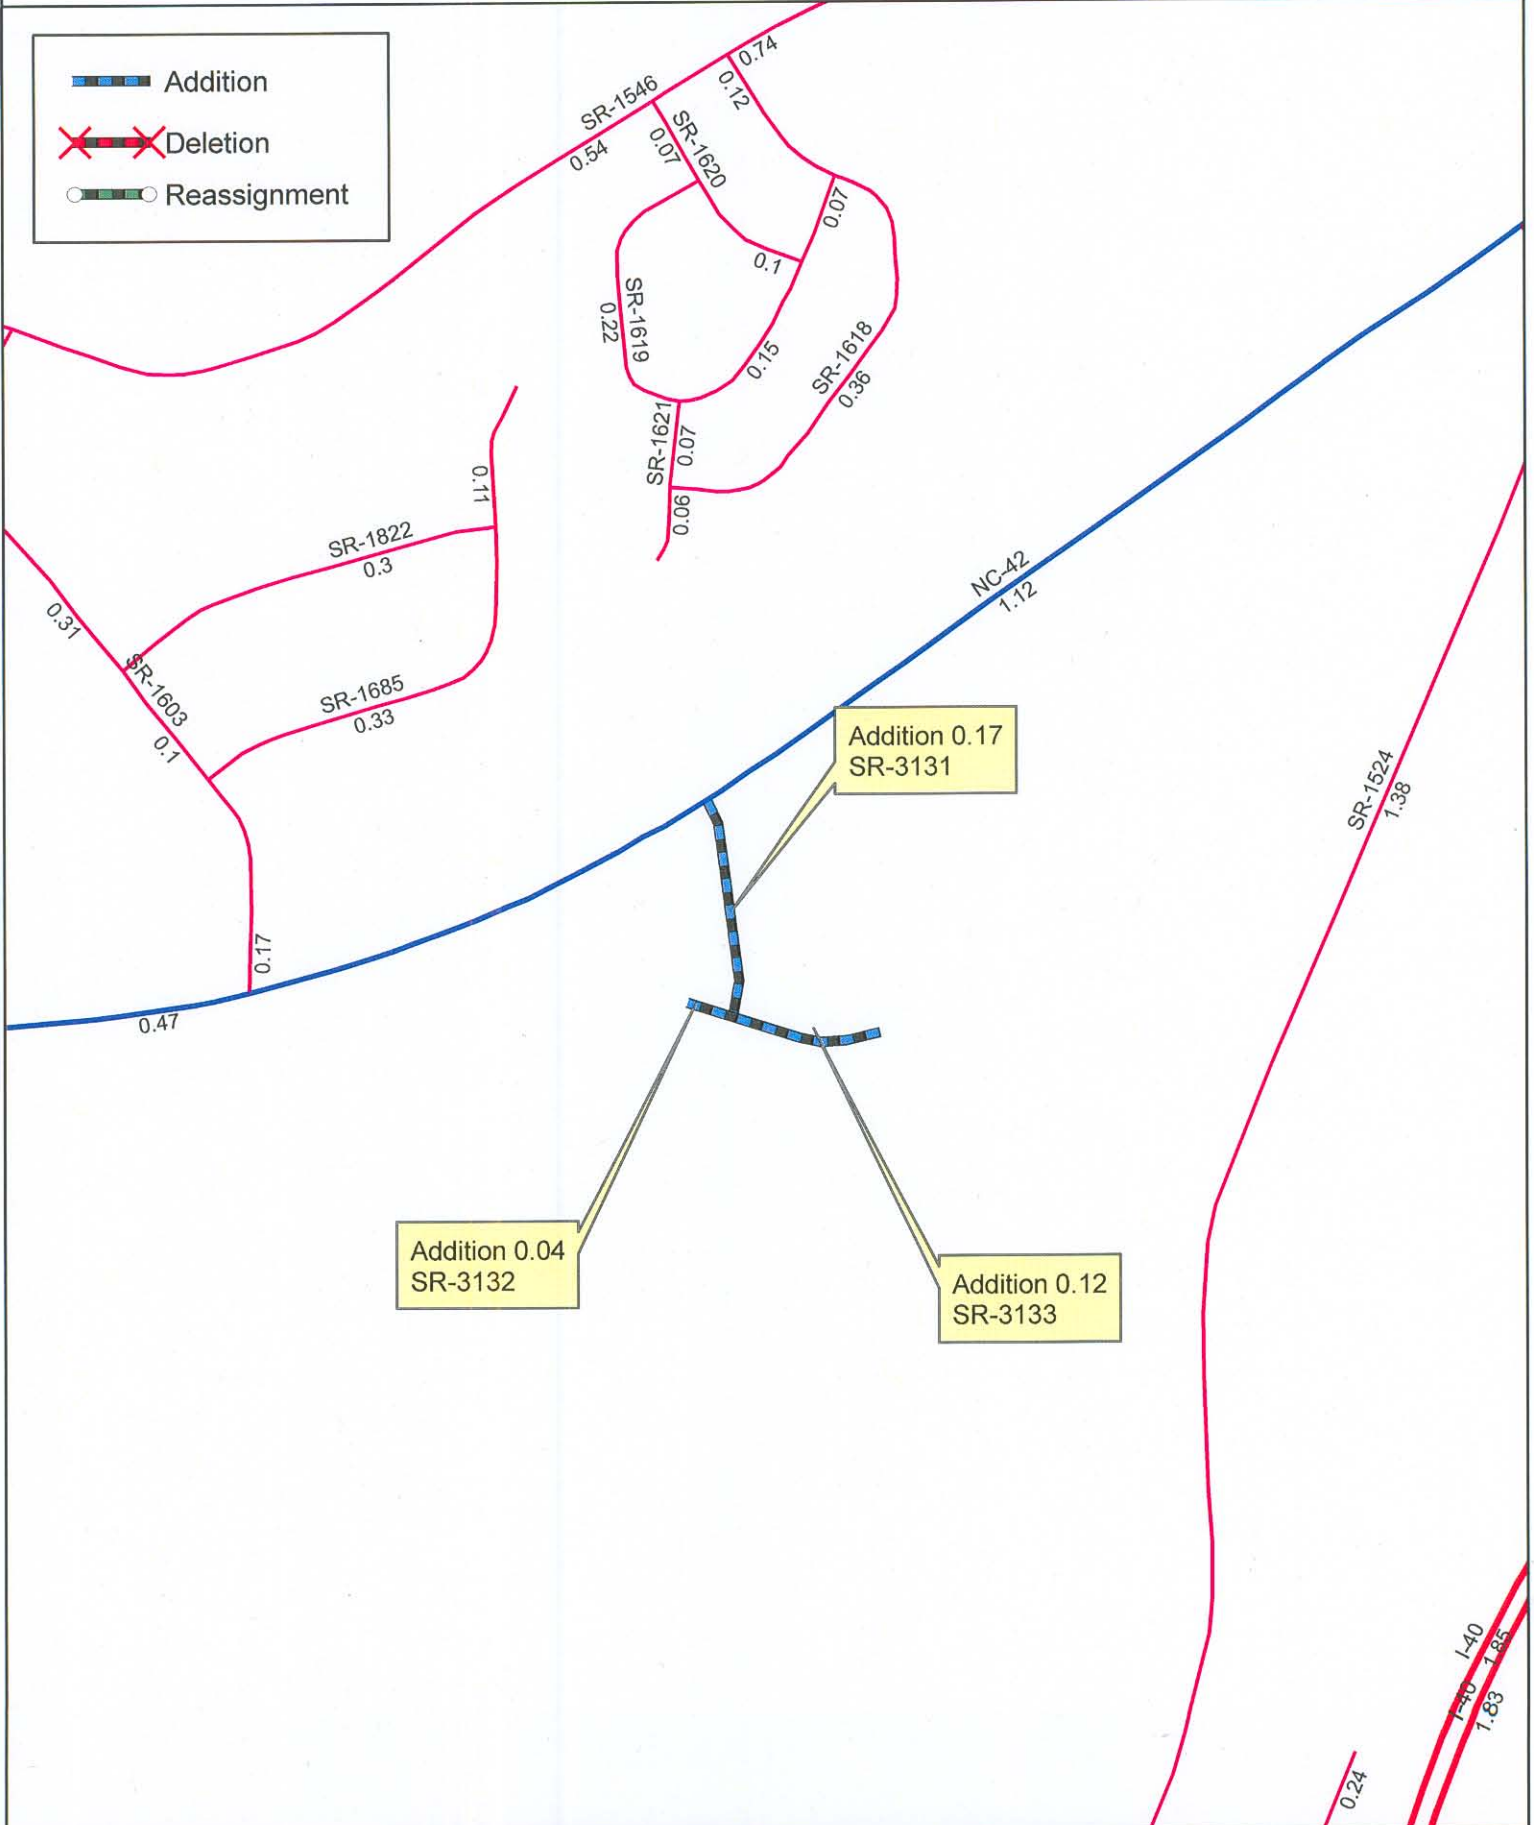 Addition
Deletion
Reassignment
0.74
SR-1546
0.54
0.12
SR-1620
0.07
0.07
0.1
SR-1619
0.22
0.15
SR-1618
0.36
SR-1621
0.07
0.06
0.11
SR-1822
0.3
0.31
SR-1603
0.1
SR-1685
0.33
NC-42
1.12
Addition 0.17
SR-3131
SR-1524
1.38
0.17
0.47
Addition 0.04
SR-3132
Addition 0.12
SR-3133
I-40
1.85
I-40
1.83
0.24